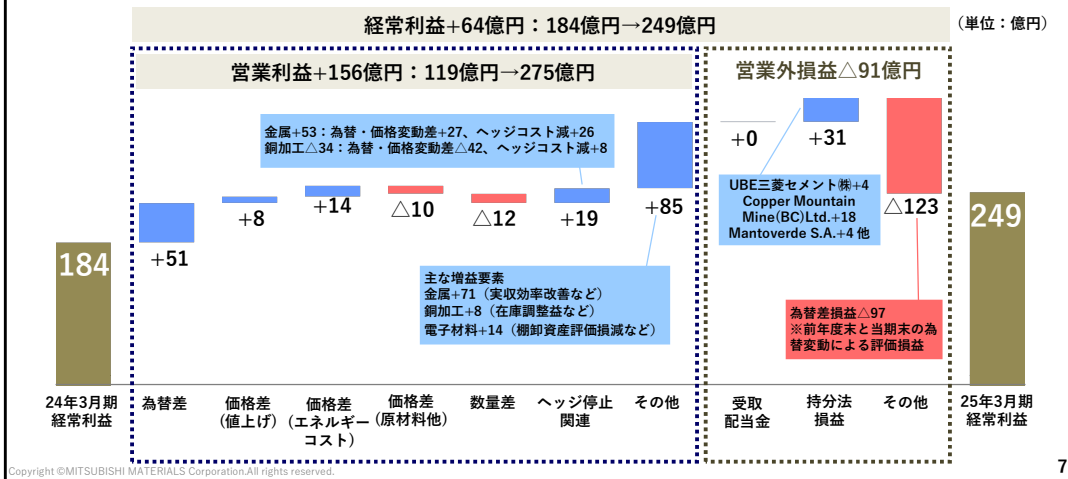 経常利益+64億円：184億円→249億円
（単位：億円）
営業利益+156億円：119億円→275億円
営業外損益△91億円
金属+53：為替・価格変動差+27、ヘッジコスト減+26
銅加工△34：為替・価格変動差△42、ヘッジコスト減+8
184
+51
+8
+14
△10
△12
+19
+85
+0
+31
△123
249
主な増益要素
金属+71（実収効率改善など）
銅加工+8（在庫調整益など）
電子材料+14（棚卸資産評価損減など）
UBE三菱セメント㈱+4
Copper Mountain
Mine(BC)Ltd.+18
Mantoverde S.A.+4 他
為替差損益△97
※前年度末と当期末の為
替変動による評価損益
24年3月期
経常利益
為替差
価格差
(値上げ)
価格差
(エネルギー
コスト)
価格差
(原材料他)
数量差
ヘッジ停止
関連
その他
受取
配当金
持分法
損益
その他
25年3月期
経常利益
Copyright ©MITSUBISHI MATERIALS Corporation.All rights reserved.
7